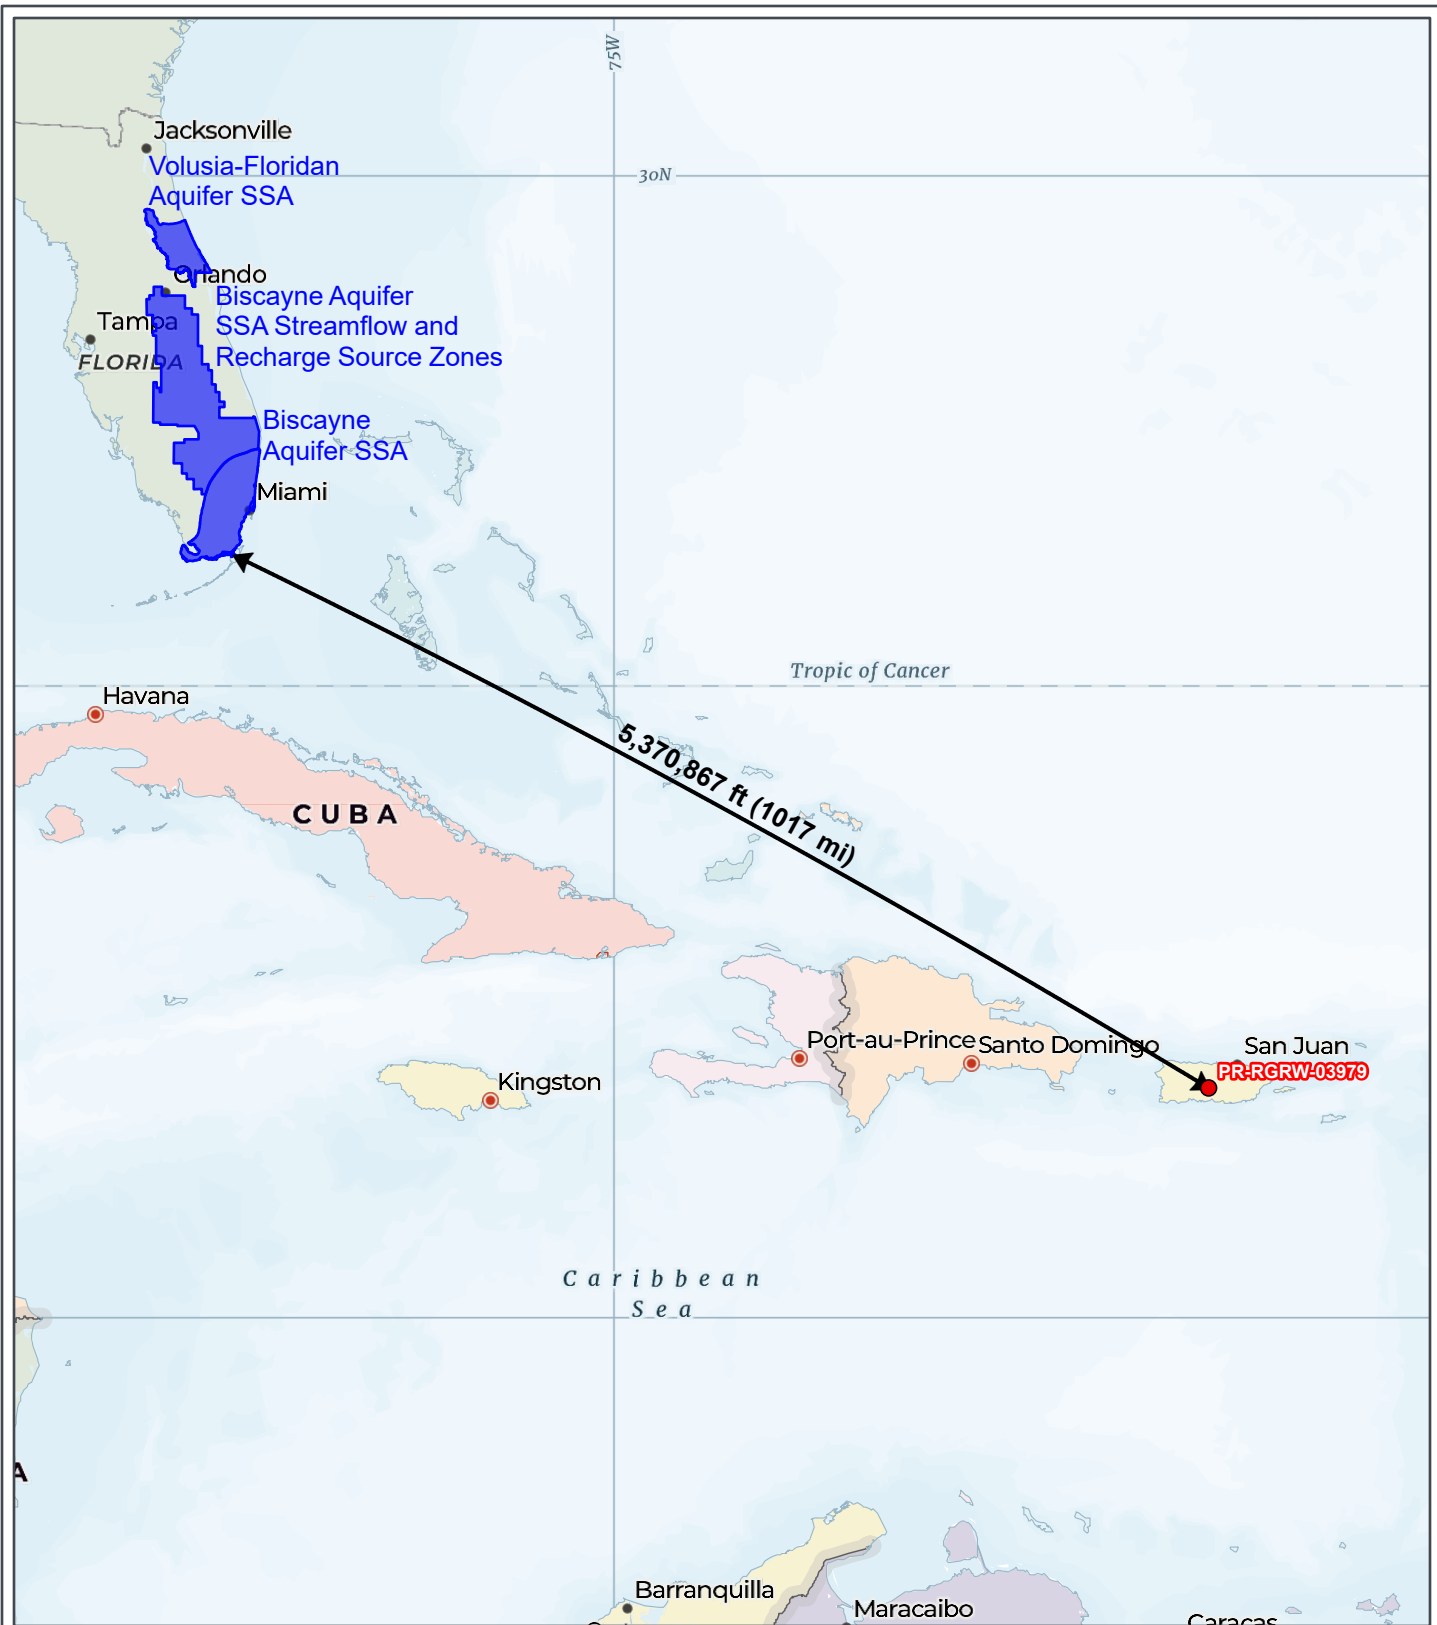 75W
Jacksonville
Volusia-Floridan
Aquifer SSA
30N
Orlando
Biscayne Aquifer
SSA Streamflow and
Recharge Source Zones
Tampa
FLORIDA
Biscayne
Aquifer SSA
Miami
Tropic of Cancer
Havana
5,370,867 ft (1017 mi)
CUBA
Port-au-Prince
Santo Domingo
San Juan
PR-RGRW-03979
Kingston
Caribbean
Sea
A
Barranquilla
Maracaibo
Caracas